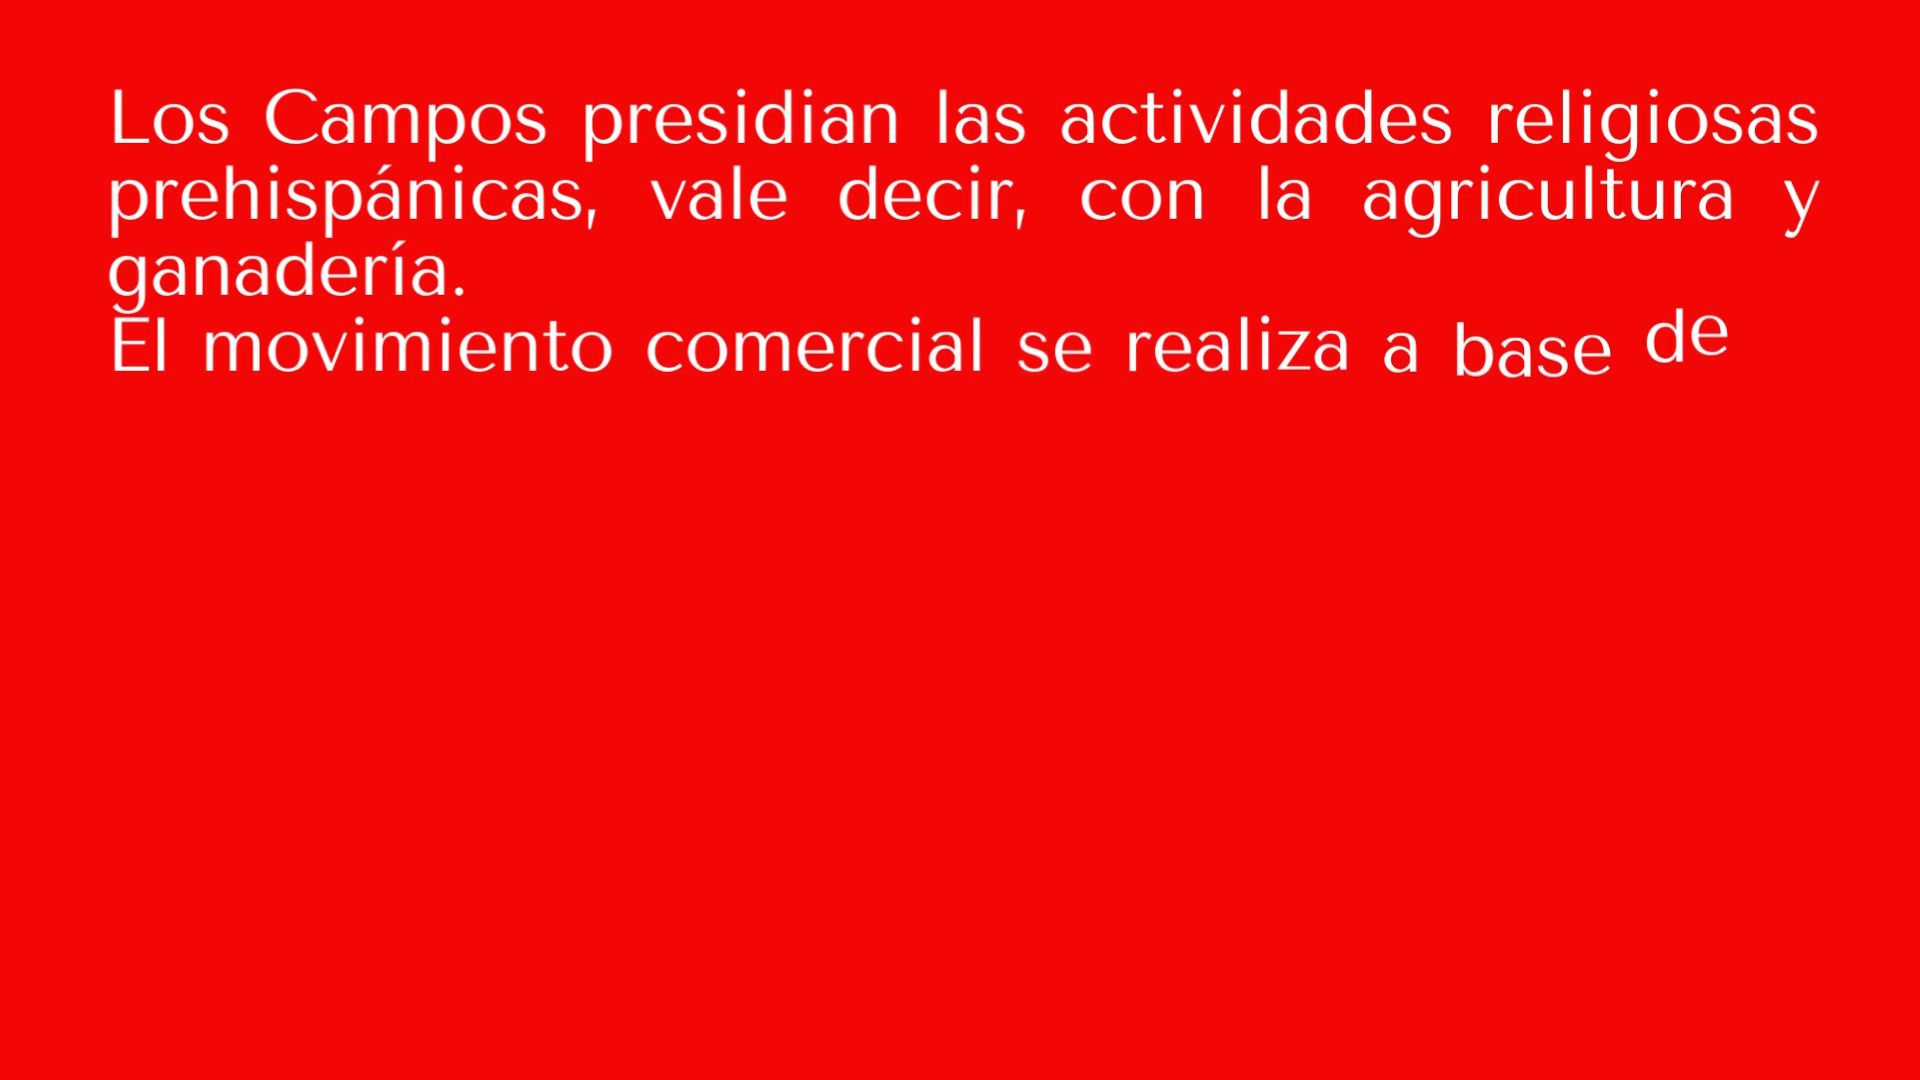 Los Campos presidian las actividades religiosas
prehispánicas, vale decir, con la agricultura y
ganadería.
El movimiento comercial se realiza a base de